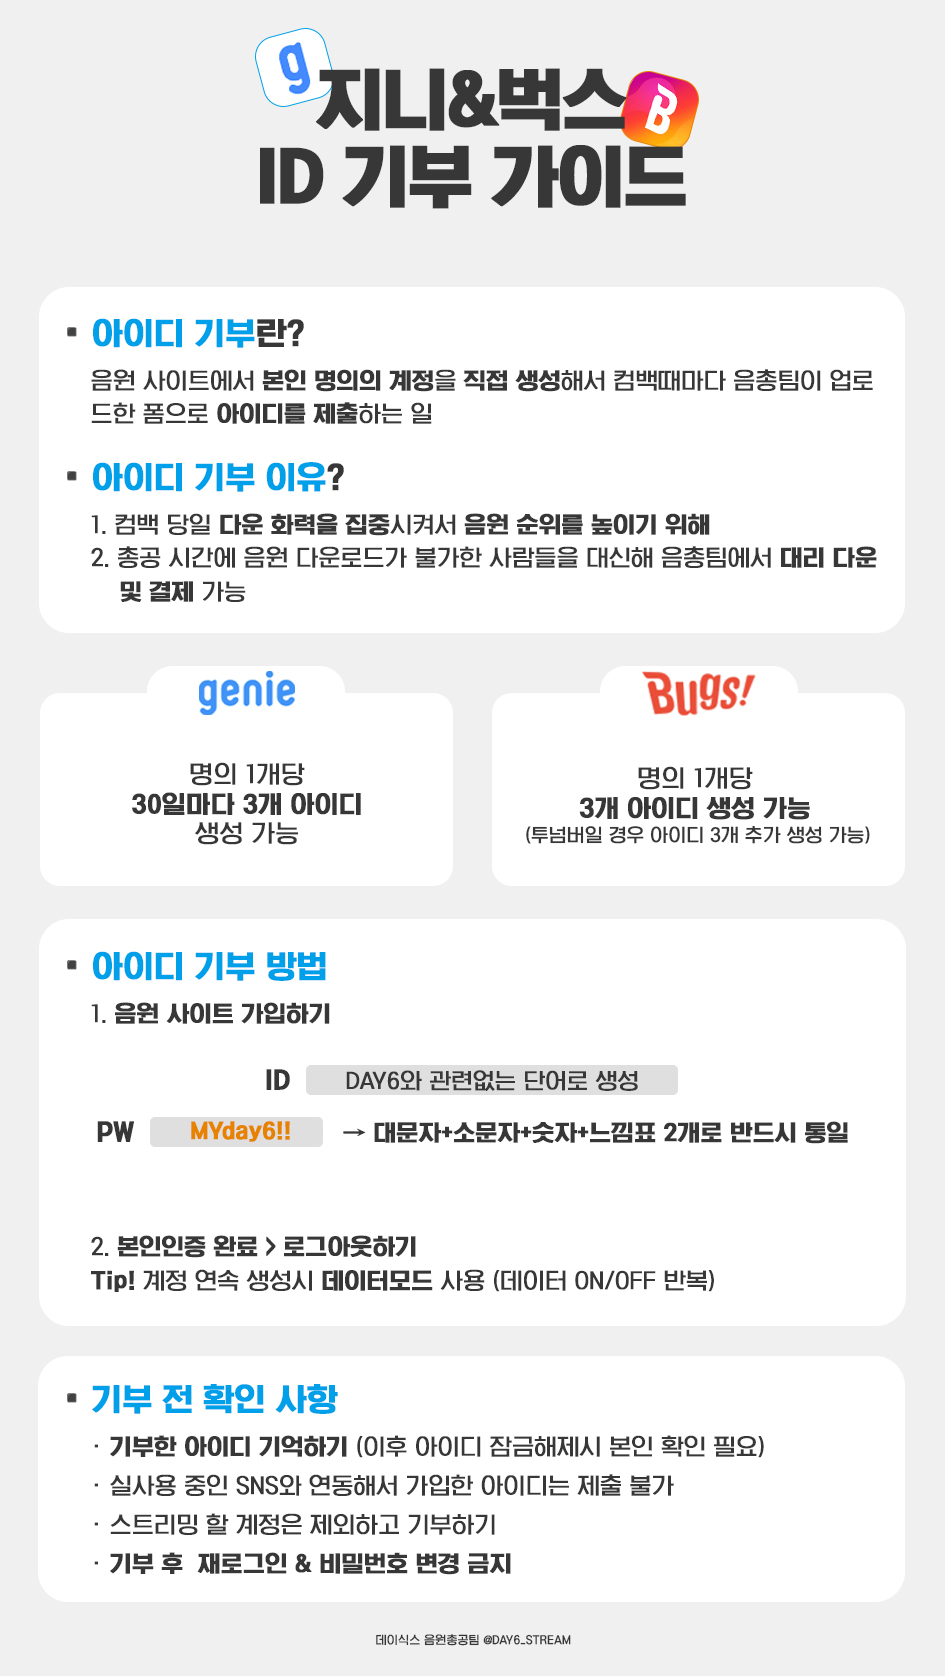 g
지니&벅스
B
ID 기부 가이드
▪ 아이디 기부란?
음원 사이트에서 본인 명의의 계정을 직접 생성해서 컴백때마다 음총팀이 업로
드한 폼으로 아이디를 제출하는 일
▪ 아이디 기부 이유?
1. 컴백 당일 다운 화력을 집중시켜서 음원 순위를 높이기 위해
2. 총공 시간에 음원 다운로드가 불가한 사람들을 대신해 음총팀에서 대리 다운
및 결제 가능
genie
명의 1개당
30일마다 3개 아이디
생성 가능
Bugs!
명의 1개당
3개 아이디 생성 가능
(투넘버일 경우 아이디 3개 추가 생성 가능)
▪ 아이디 기부 방법
1. 음원 사이트 가입하기
ID DAY6와 관련없는 단어로 생성
PW MYday6!! → 대문자+소문자+숫자+느낌표 2개로 반드시 통일
2. 본인인증 완료 > 로그아웃하기
Tip! 계정 연속 생성시 데이터모드 사용 (데이터 ON/OFF 반복)
▪ 기부 전 확인 사항
· 기부한 아이디 기억하기 (이후 아이디 잠금해제시 본인 확인 필요)
· 실사용 중인 SNS와 연동해서 가입한 아이디는 제출 불가
· 스트리밍 할 계정은 제외하고 기부하기
· 기부 후 재로그인 & 비밀번호 변경 금지
데이식스 음원총공팀 @DAY6_STREAM